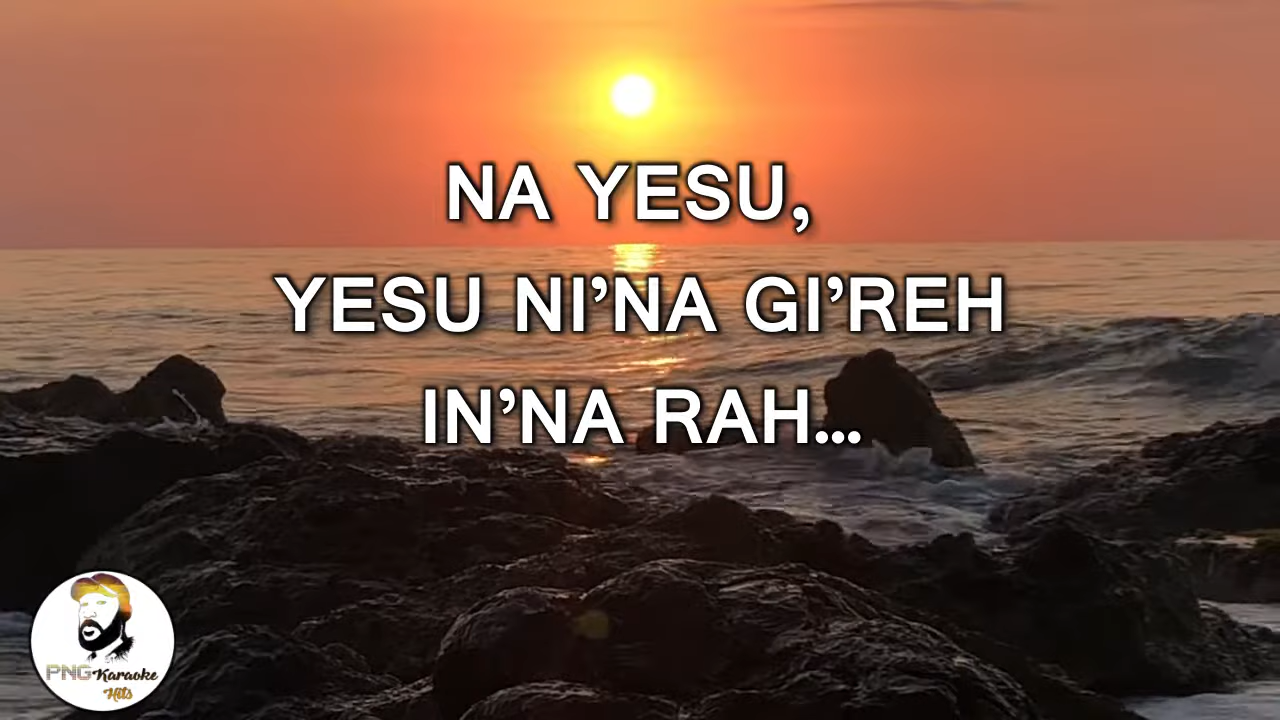 NA YESU,
YESU NI’NA GI’REH
IN’NA RAH...
PNG Karaoke
Hits